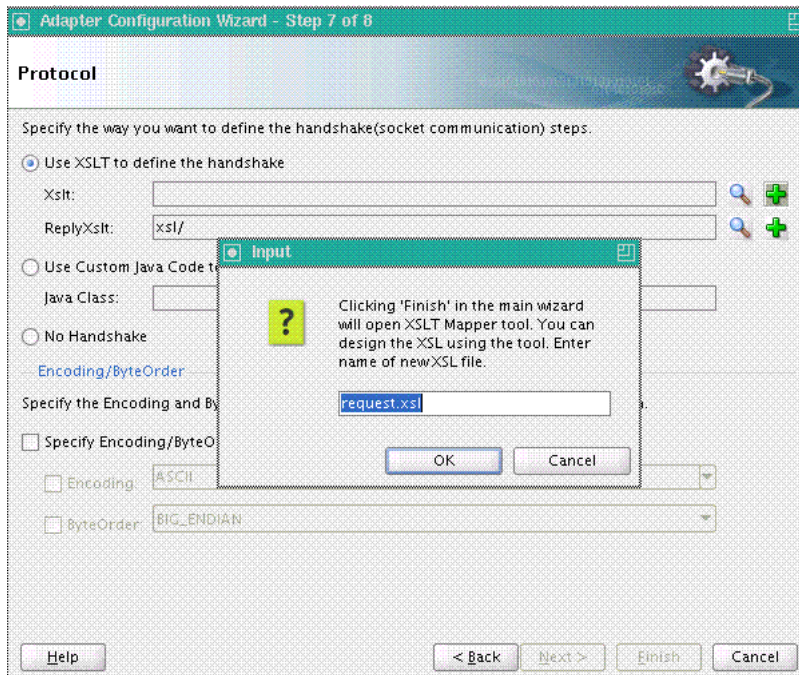 Adapter Configuration Wizard - Step 7 of 8
Protocol
Specify the way you want to define the handshake(socket communication) steps.
Use XSLT to define the handshake
Xslt:
ReplyXslt: xsl/
Input
Use Custom Java Code t
Java Class:
Clicking 'Finish' in the main wizard
will open XSLT Mapper tool. You can
design the XSL using the tool. Enter
name of new XSL file.
?
No Handshake
Encoding/ByteOrder
request.xsl
Specify the Encoding and By
Specify Encoding/ByteO
OK Cancel
Encoding: ASCII
ByteOrder: BIG_ENDIAN
Help < Back Next > Finish Cancel